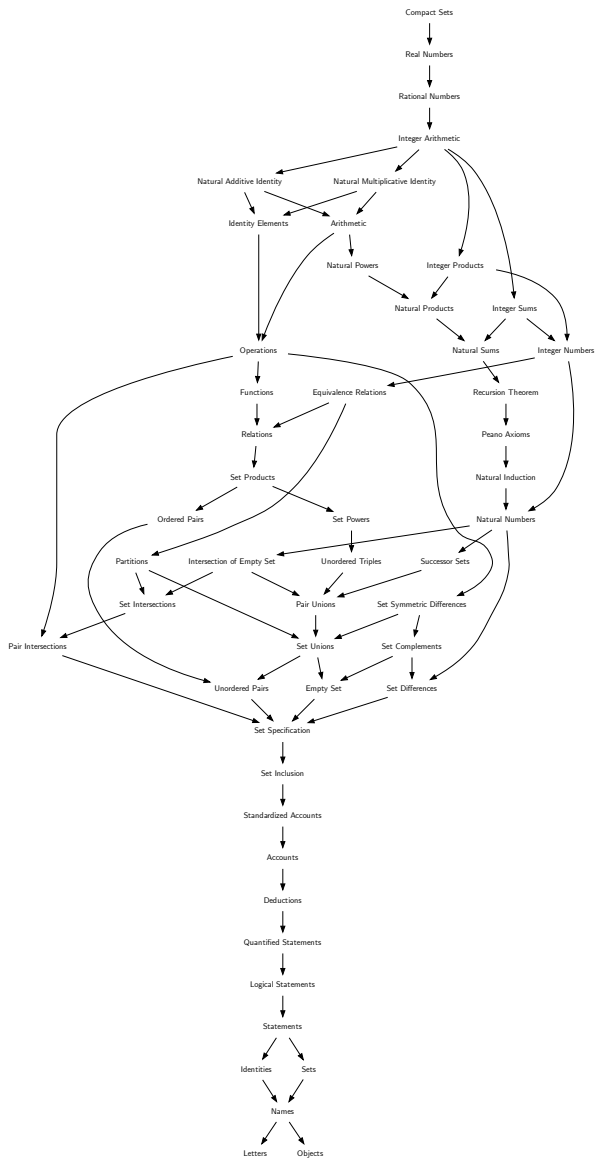 Compact Sets
Real Numbers
Rational Numbers
Integer Arithmetic
Natural Additive Identity
Natural Multiplicative Identity
Identity Elements
Arithmetic
Natural Powers
Integer Products
Natural Products
Integer Sums
Operations
Natural Sums
Integer Numbers
Functions
Equivalence Relations
Recursion Theorem
Relations
Peano Axioms
Set Products
Natural Induction
Ordered Pairs
Set Powers
Natural Numbers
Partitions
Intersection of Empty Set
Unordered Triples
Successor Sets
Set Intersections
Pair Unions
Set Symmetric Differences
Pair Intersections
Set Unions
Set Complements
Unordered Pairs
Empty Set
Set Differences
Set Specification
Set Inclusion
Standardized Accounts
Accounts
Deductions
Quantified Statements
Logical Statements
Statements
Identities
Sets
Names
Letters
Objects